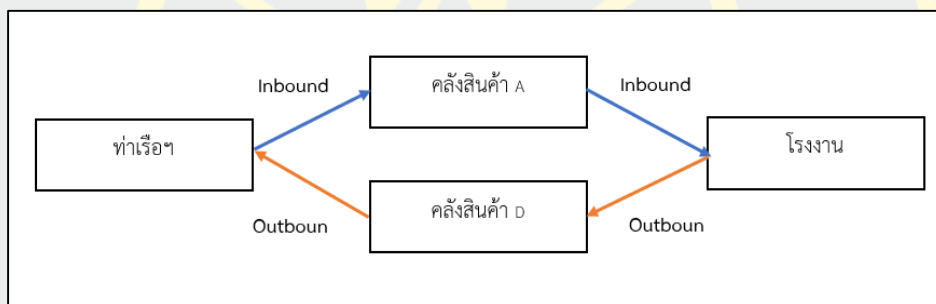 Inbound
คลังสินค้า A
Inbound
ท่าเรือฯ
โรงงาน
คลังสินค้า D
Outboun
Outboun